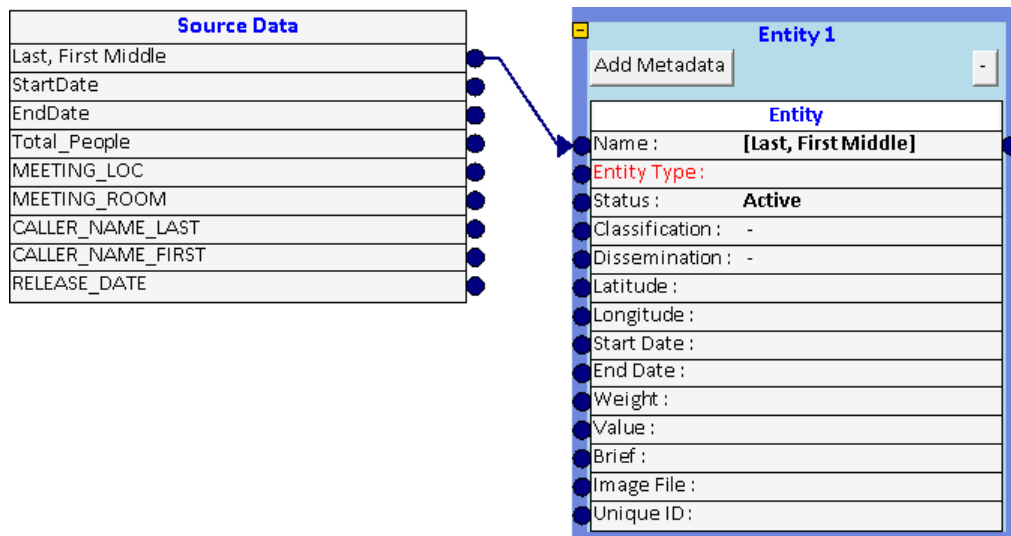 Source Data
Last, First Middle
StartDate
EndDate
Total_People
MEETING_LOC
MEETING_ROOM
CALLER_NAME_LAST
CALLER_NAME_FIRST
RELEASE_DATE
Entity 1
Add Metadata
-
Entity
Name : [Last, First Middle]
Entity Type :
Status : Active
Classification : -
Dissemination : -
Latitude :
Longitude :
Start Date :
End Date :
Weight :
Value :
Brief :
Image File :
Unique ID :